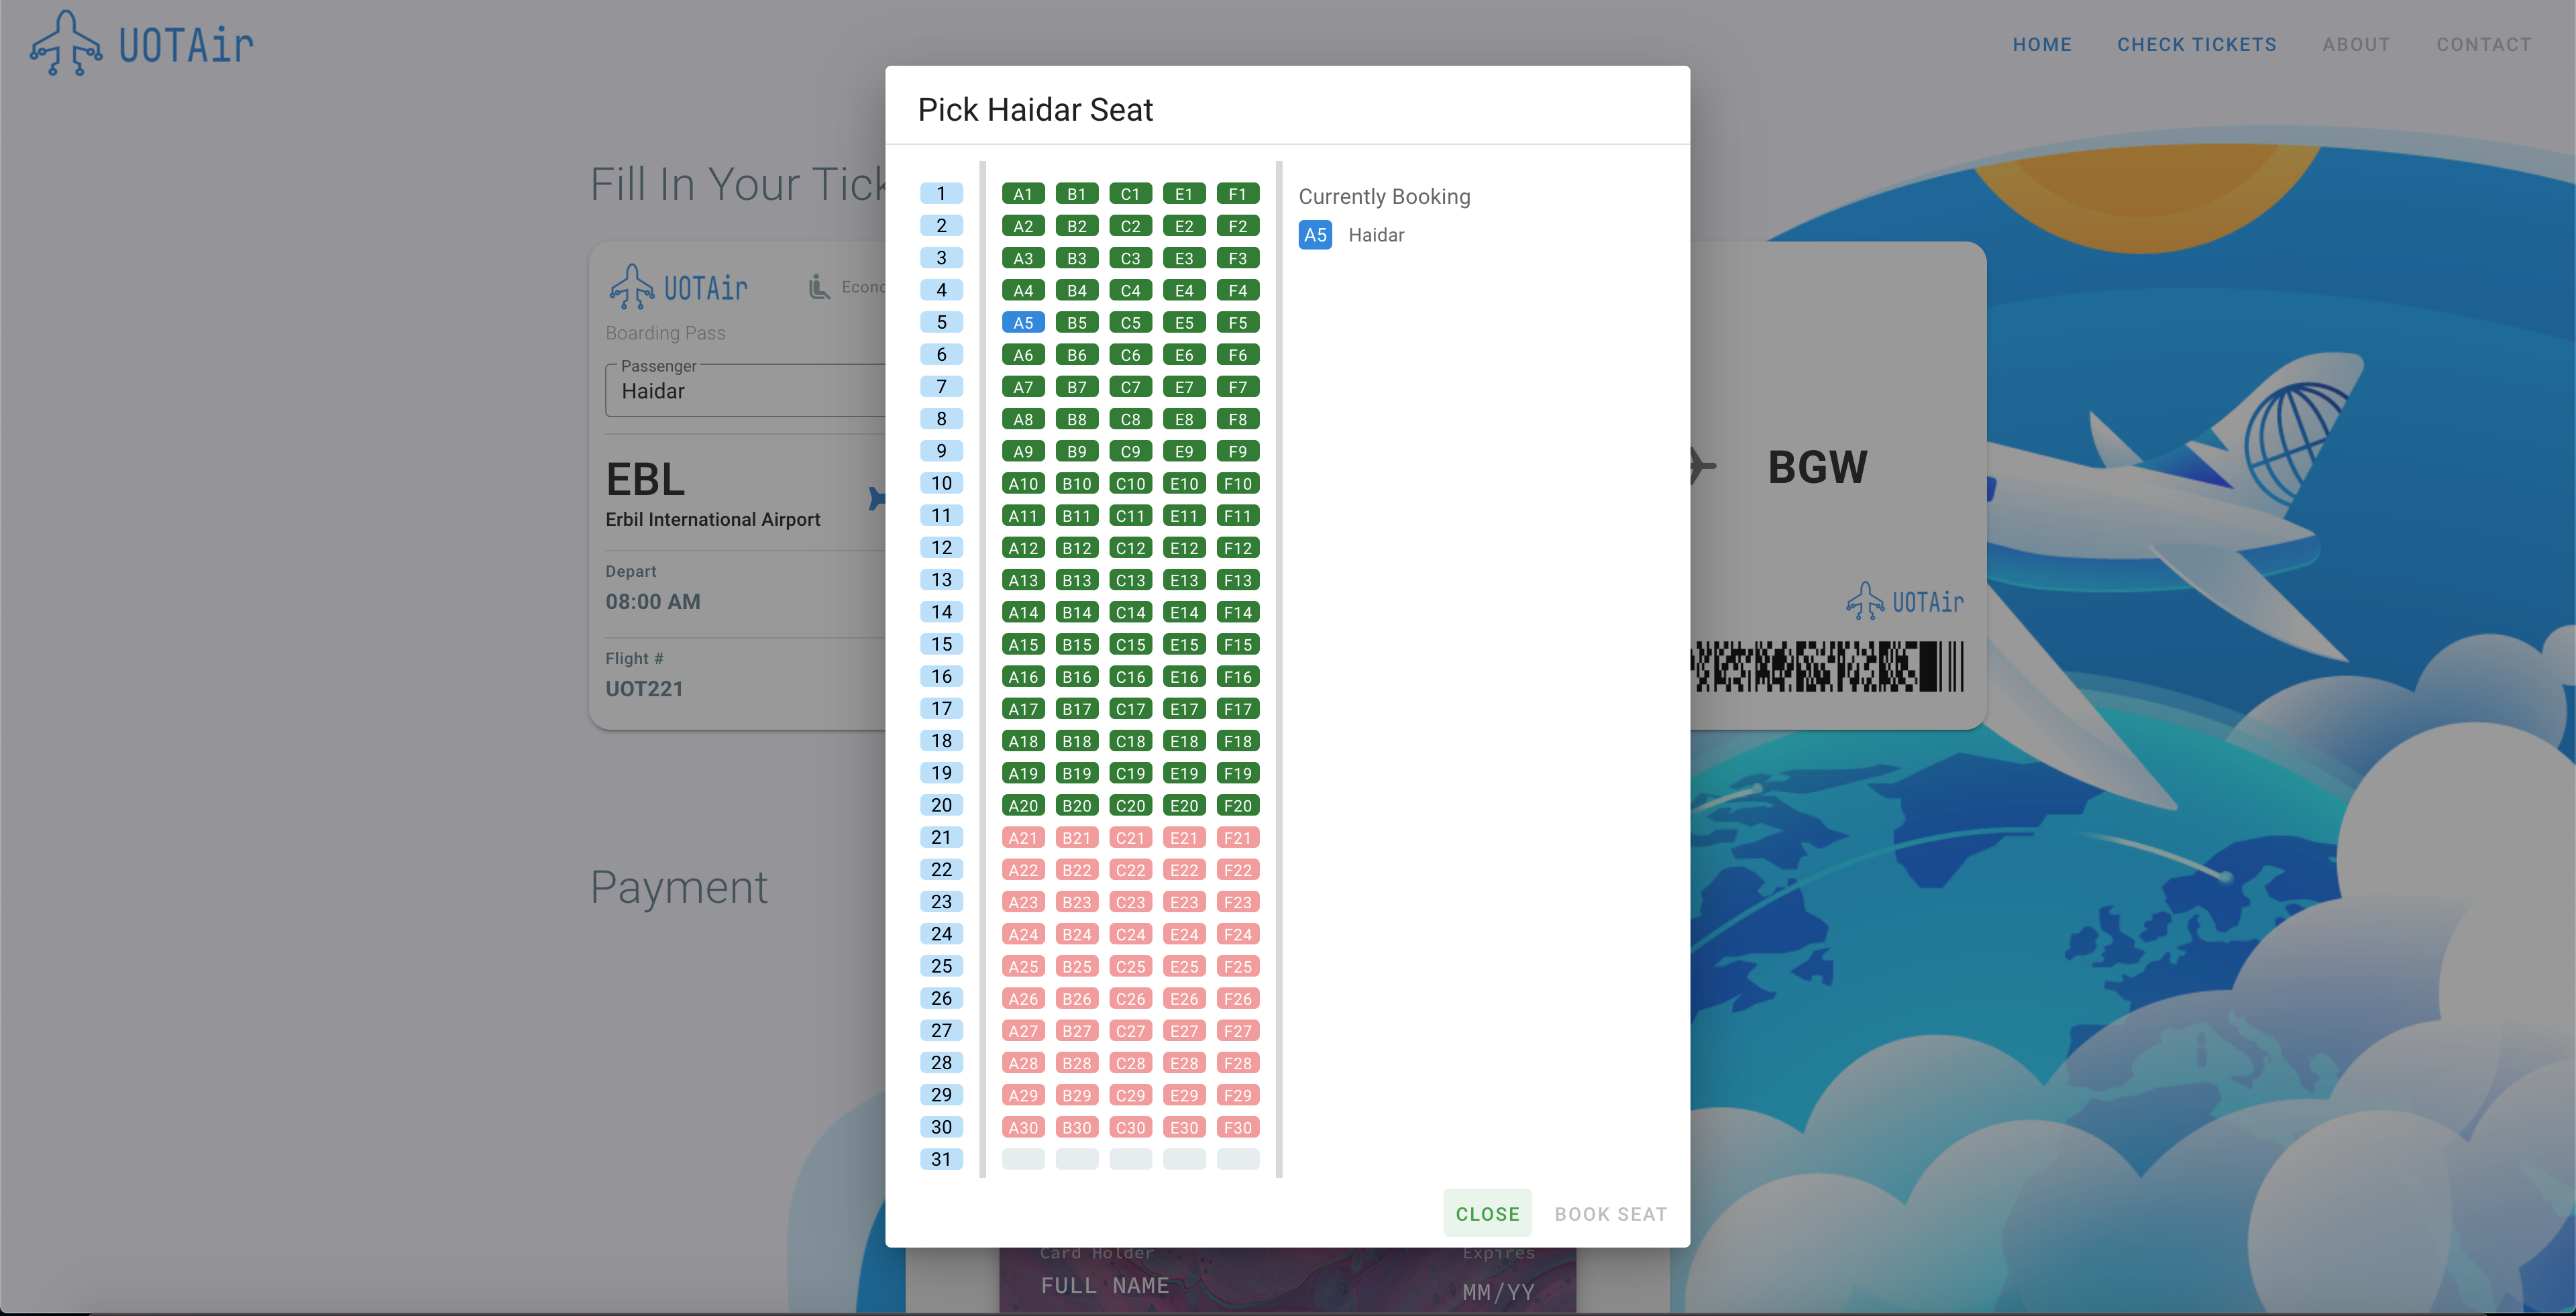 UOTAir
HOME CHECK TICKETS ABOUT CONTACT
Pick Haidar Seat
Fill In Your Tick
UOTAir
Econo
Boarding Pass
Passenger
Haidar
EBL
Erbil International Airport
Depart
08:00 AM
Flight #
UOT221
1 A1 B1 C1 E1 F1
2 A2 B2 C2 E2 F2
3 A3 B3 C3 E3 F3
4 A4 B4 C4 E4 F4
5 A5 B5 C5 E5 F5
6 A6 B6 C6 E6 F6
7 A7 B7 C7 E7 F7
8 A8 B8 C8 E8 F8
9 A9 B9 C9 E9 F9
10 A10 B10 C10 E10 F10
11 A11 B11 C11 E11 F11
12 A12 B12 C12 E12 F12
13 A13 B13 C13 E13 F13
14 A14 B14 C14 E14 F14
15 A15 B15 C15 E15 F15
16 A16 B16 C16 E16 F16
17 A17 B17 C17 E17 F17
18 A18 B18 C18 E18 F18
19 A19 B19 C19 E19 F19
20 A20 B20 C20 E20 F20
21 A21 B21 C21 E21 F21
22 A22 B22 C22 E22 F22
23 A23 B23 C23 E23 F23
24 A24 B24 C24 E24 F24
25 A25 B25 C25 E25 F25
26 A26 B26 C26 E26 F26
27 A27 B27 C27 E27 F27
28 A28 B28 C28 E28 F28
29 A29 B29 C29 E29 F29
30 A30 B30 C30 E30 F30
31
Currently Booking
A5 Haidar
BGW
UOTAir
Payment
CLOSE BOOK SEAT
Card Holder Expires
FULL NAME MM/YY